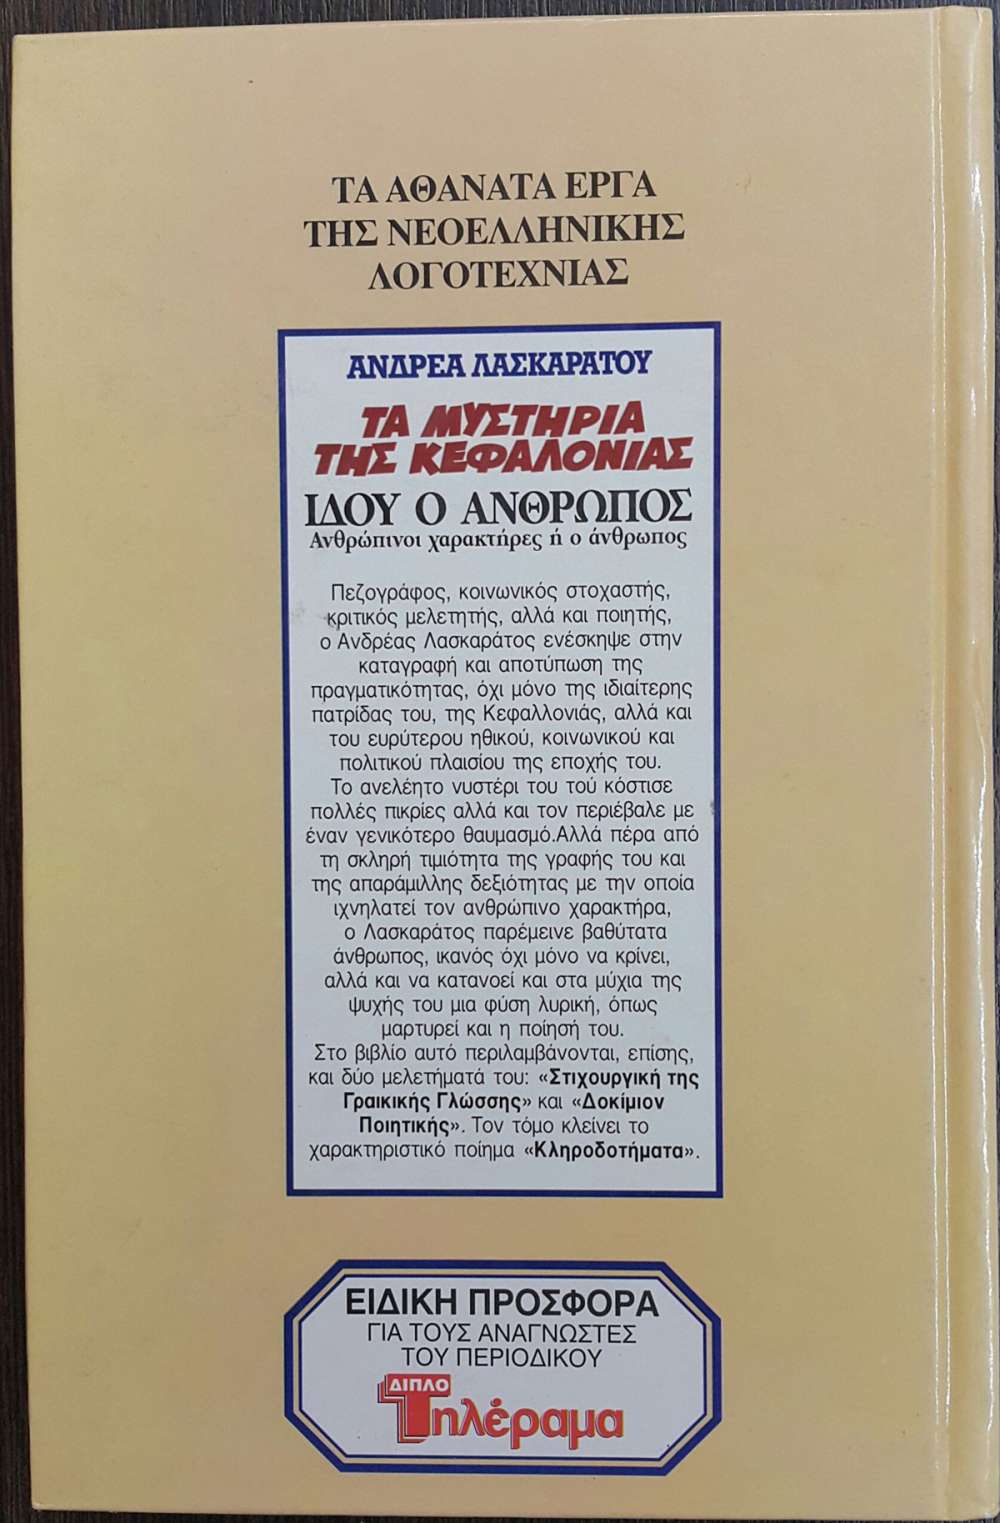 ΤΑ ΑΘΑΝΑΤΑ ΕΡΓΑ
ΤΗΣ ΝΕΟΕΛΛΗΝΙΚΗΣ
ΛΟΓΟΤΕΧΝΙΑΣ
ΑΝΔΡΕΑ ΛΑΣΚΑΡΑΤΟΥ
ΤΑ ΜΥΣΤΗΡΙΑ
ΤΗΣ ΚΕΦΑΛΟΝΙΑΣ
ΙΔΟΥ Ο ΑΝΘΡΩΠΟΣ
Ανθρώπινοι χαρακτήρες ή ο άνθρωπος
Πεζογράφος, κοινωνικός στοχαστής,
κριτικός μελετητής, αλλά και ποιητής,
ο Ανδρέας Λασκαράτος ενέσκηψε στην
καταγραφή και αποτύπωση της
πραγματικότητας, όχι μόνο της ιδιαίτερης
πατρίδας του, της Κεφαλλονιάς, αλλά και
του ευρύτερου ηθικού, κοινωνικού και
πολιτικού πλαισίου της εποχής του.
Το ανελέητο νυστέρι του τού κόστισε
πολλές πικρίες αλλά και τον περιέβαλε με
έναν γενικότερο θαυμασμό.Αλλά πέρα από
τη σκληρή τιμιότητα της γραφής του και
της απαράμιλλης δεξιότητας με την οποία
ιχνηλατεί τον ανθρώπινο χαρακτήρα,
ο Λασκαράτος παρέμεινε βαθύτατα
άνθρωπος, ικανός όχι μόνο να κρίνει,
αλλά και να κατανοεί και στα μύχια της
ψυχής του μια φύση λυρική, όπως
μαρτυρεί και η ποίησή του.
Στο βιβλίο αυτό περιλαμβάνονται, επίσης,
και δύο μελετήματά του: «Στιχουργική της
Γραικικής Γλώσσης» και «Δοκίμιον
Ποιητικής». Τον τόμο κλείνει το
χαρακτηριστικό ποίημα «Κληροδοτήματα».
ΕΙΔΙΚΗ ΠΡΟΣΦΟΡΑ
ΓΙΑ ΤΟΥΣ ΑΝΑΓΝΩΣΤΕΣ
ΤΟΥ ΠΕΡΙΟΔΙΚΟΥ
ΔΙΠΛΟ
Τηλέραμα